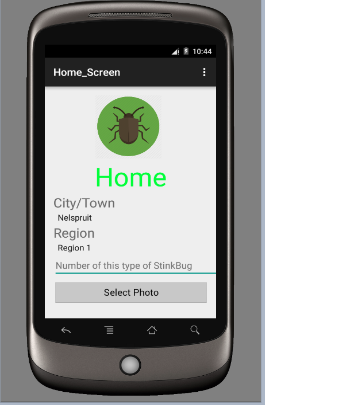 10:44
Home_Screen
Home
City/Town
Nelspruit
Region
Region 1
Number of this type of StinkBug
Select Photo